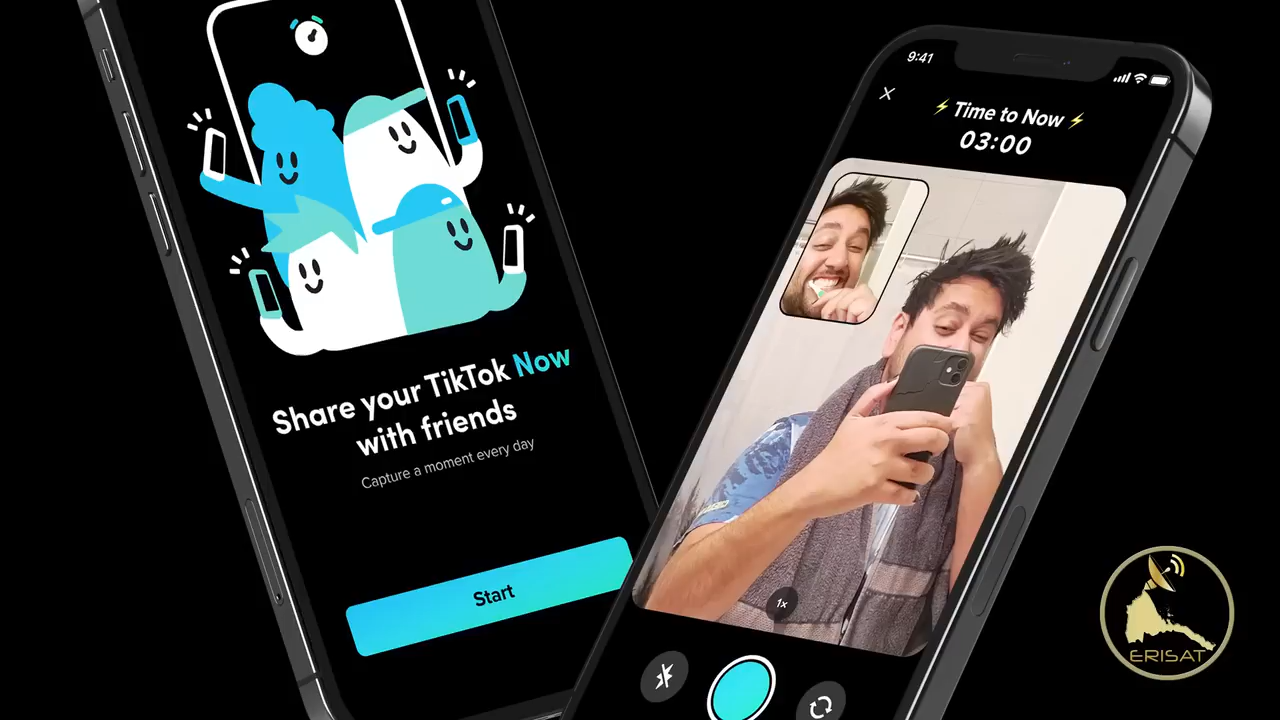 Share your TikTok Now
with friends
Capture a moment every day
Start
9:41
⚡ Time to Now ⚡
03:00
1x
ERISAT